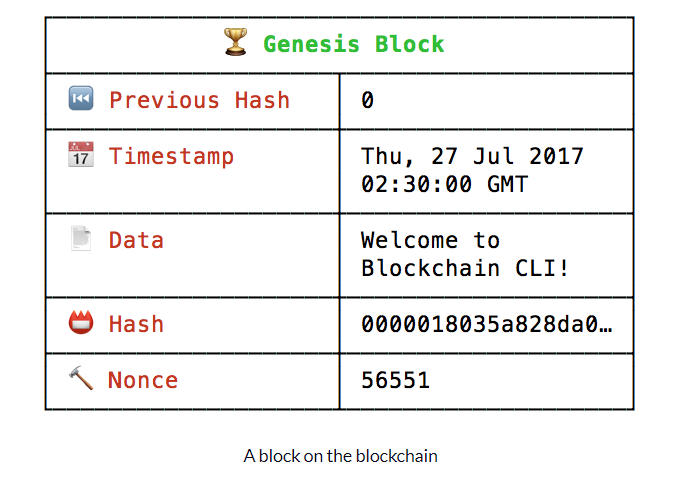 Genesis Block
Previous Hash 0
Timestamp Thu, 27 Jul 2017
02:30:00 GMT
Data Welcome to
Blockchain CLI!
Hash 0000018035a828da0…
Nonce 56551
A block on the blockchain